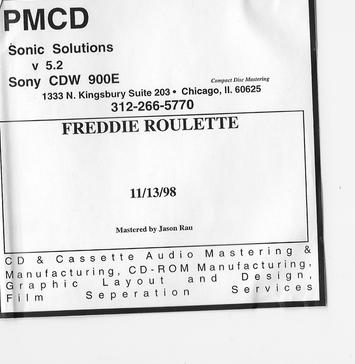 PMCD
Sonic Solutions
v 5.2
Sony CDW 900E
Compact Disc Mastering
1333 N. Kingsbury Suite 203 • Chicago, Il. 60625
312-266-5770
FREDDIE ROULETTE
11/13/98
Mastered by Jason Rau
CD & Cassette Audio Mastering &
Manufacturing, CD-ROM Manufacturing,
Graphic Layout and Design,
Film Seperation Services